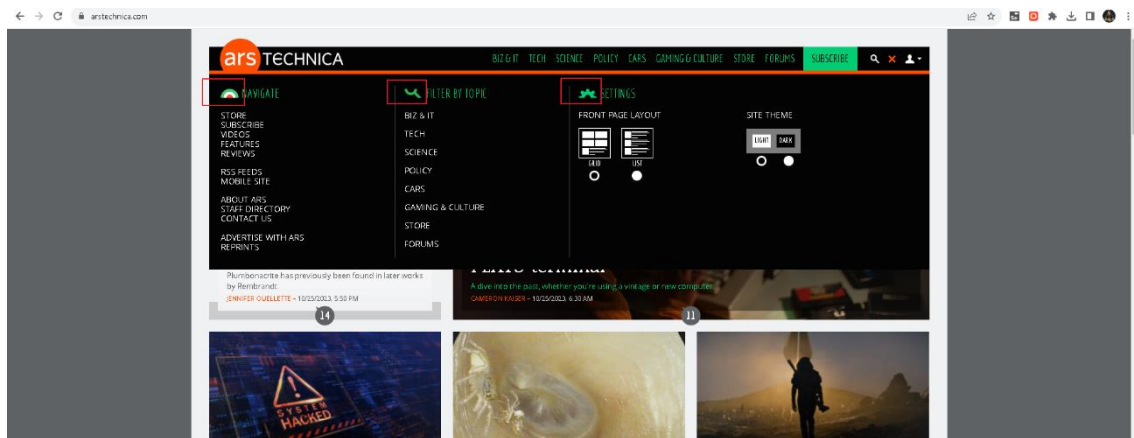 arstechnica.com
ars TECHNICA
BIZ & IT TECH SCIENCE POLICY CARS GAMING & CULTURE STORE FORUMS SUBSCRIBE
NAVIGATE
STORE
SUBSCRIBE
VIDEOS
FEATURES
REVIEWS
RSS FEEDS
MOBILE SITE
ABOUT ARS
STAFF DIRECTORY
CONTACT US
ADVERTISE WITH ARS
REPRINTS
FILTER BY TOPIC
BIZ & IT
TECH
SCIENCE
POLICY
CARS
GAMING & CULTURE
STORE
FORUMS
SETTINGS
FRONT PAGE LAYOUT
GRID LIST
SITE THEME
LIGHT DARK
Plumbonacrite has previously been found in later works
by Rembrandt.
JENNIFER OUELLETTE – 10/25/2023, 5:50 PM
14
PLATO terminal
A dive into the past, whether you're using a vintage or new computer.
CAMERON KAISER – 10/25/2023, 6:30 AM
11
SYSTEM
HACKED